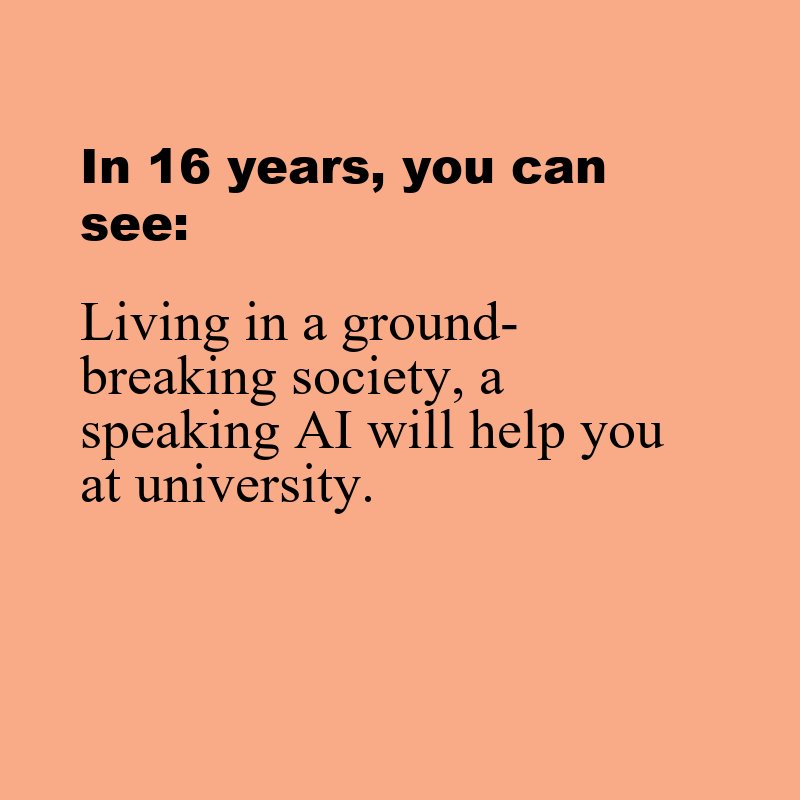 In 16 years, you can
see:
Living in a ground-
breaking society, a
speaking AI will help you
at university.